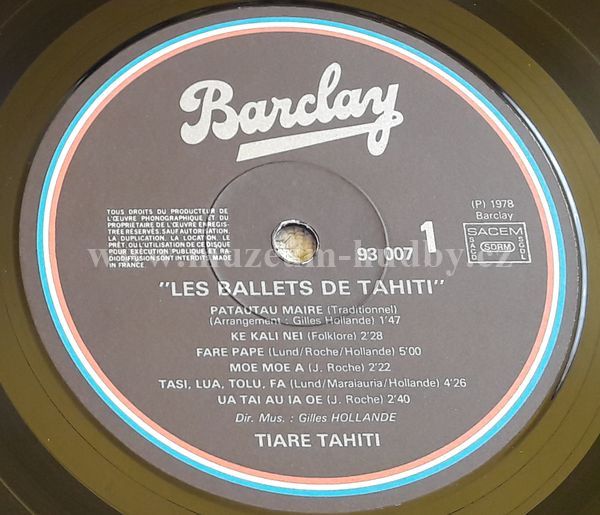 Barclay
TOUS DROITS DU PRODUCTEUR DE
L'ŒUVRE PHONOGRAPHIQUE ET DU
PROPRIÉTAIRE DE L'ŒUVRE ENREGIS-
TRÉE RÉSERVÉS. SAUF AUTORISATION
LA DUPLICATION, LA LOCATION, LE
PRÊT, OU L'UTILISATION DE CE DISQUE
POUR EXÉCUTION PUBLIQUE ET RA-
DIODIFFUSION SONT INTERDITS. MADE
IN FRANCE.
(P) 1978
Barclay
SACEM
SACD
SDRM
SGDL
93 007 1
www.muzeum-hudby.cz
"LES BALLETS DE TAHITI"
PATAUTAU MAIRE (Traditionnel)
(Arrangement : Gilles Hollande) 1'47
KE KALI NEI (Folklore) 2'28
FARE PAPE (Lund/Roche/Hollande) 5'00
MOE MOE A (J. Roche) 2'22
TASI, LUA, TOLU, FA (Lund/Maraiauria/Hollande) 4'26
UA TAI AU IA OE (J. Roche) 2'40
Dir. Mus. : Gilles HOLLANDE
TIARE TAHITI